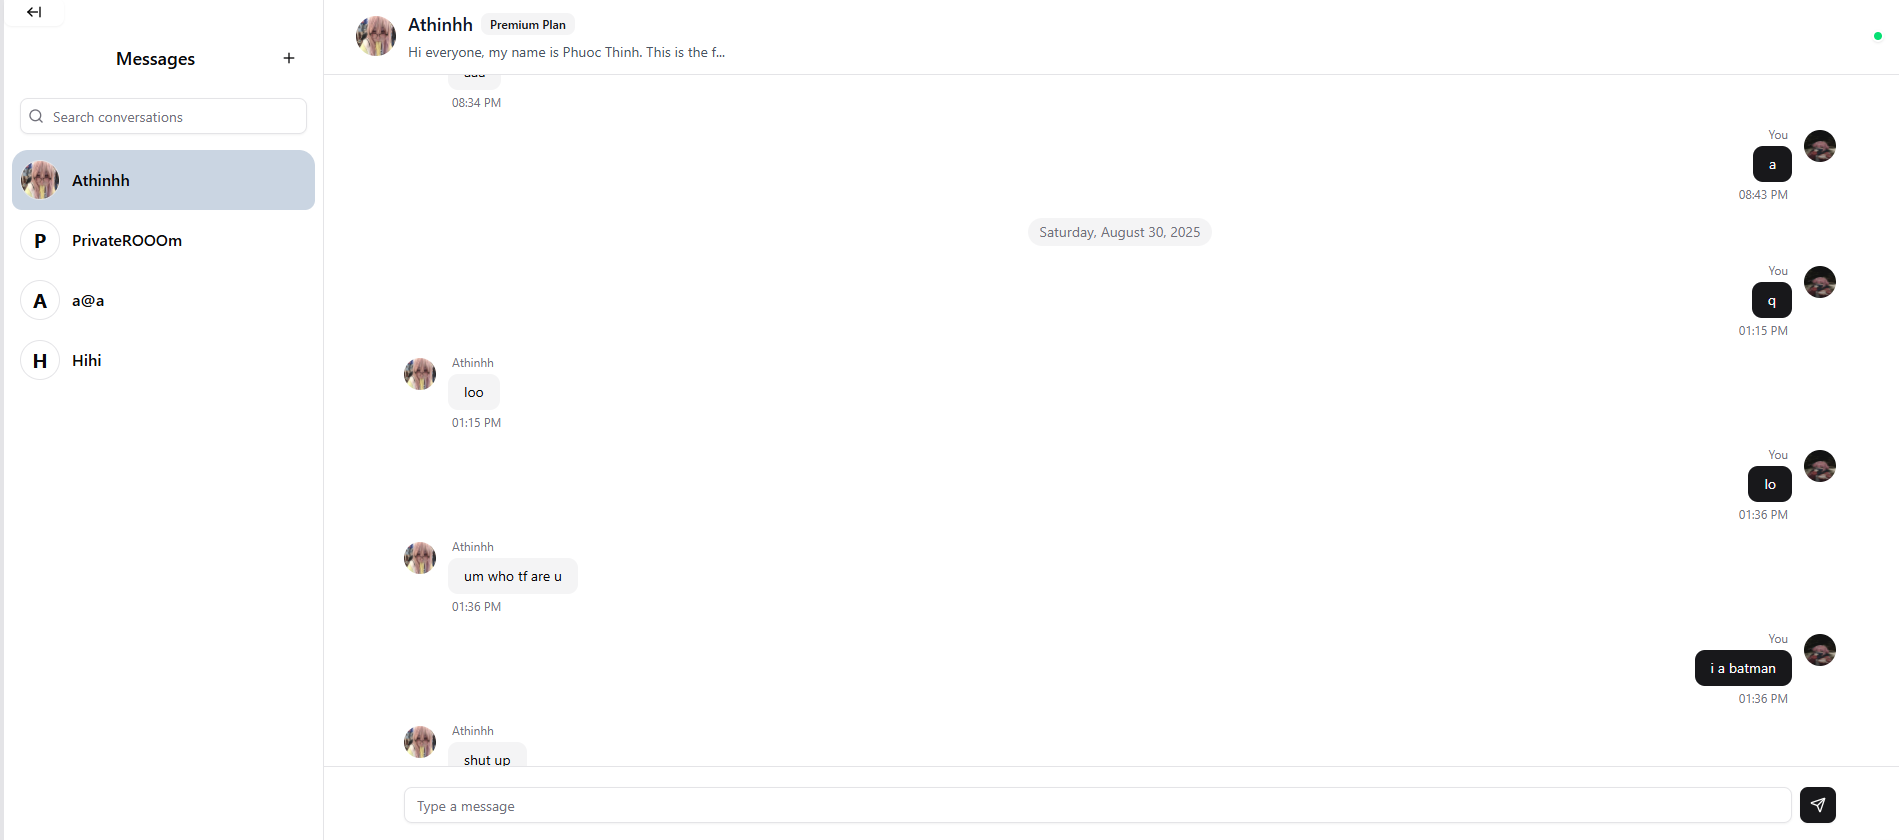 Messages
Search conversations
Athinhh
P PrivateROOOm
A a@a
H Hihi
Athinhh Premium Plan
Hi everyone, my name is Phuoc Thinh. This is the f...
08:34 PM
You
a
08:43 PM
Saturday, August 30, 2025
You
q
01:15 PM
Athinhh
loo
01:15 PM
You
lo
01:36 PM
Athinhh
um who tf are u
01:36 PM
You
i a batman
01:36 PM
Athinhh
shut up
Type a message